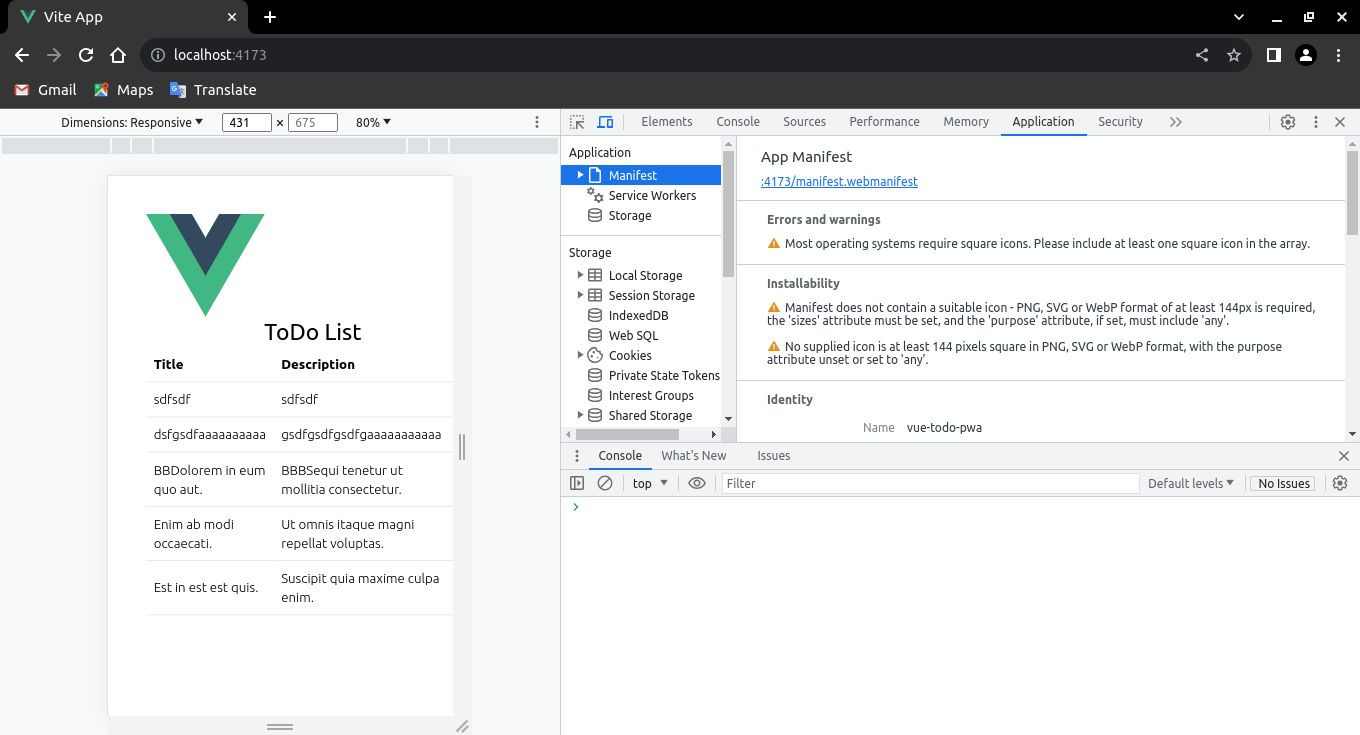 Vite App
localhost:4173
Gmail Maps Translate
Dimensions: Responsive 431 × 675 80%
ToDo List
Title Description
sdfsdf sdfsdf
dsfgsdfaaaaaaaaaa gsdfgsdfgsdfgaaaaaaaaaaa
BBDolorem in eum BBBSequi tenetur ut
quo aut. mollitia consectetur.
Enim ab modi Ut omnis itaque magni
occaecati. repellat voluptas.
Est in est est quis. Suscipit quia maxime culpa
enim.
Elements Console Sources Performance Memory Application Security
Application
Manifest
Service Workers
Storage
Storage
Local Storage
Session Storage
IndexedDB
Web SQL
Cookies
Private State Tokens
Interest Groups
Shared Storage
App Manifest
:4173/manifest.webmanifest
Errors and warnings
Most operating systems require square icons. Please include at least one square icon in the array.
Installability
Manifest does not contain a suitable icon - PNG, SVG or WebP format of at least 144px is required,
the 'sizes' attribute must be set, and the 'purpose' attribute, if set, must include 'any'.
No supplied icon is at least 144 pixels square in PNG, SVG or WebP format, with the purpose
attribute unset or set to 'any'.
Identity
Name vue-todo-pwa
Console What's New Issues
top Filter Default levels No Issues